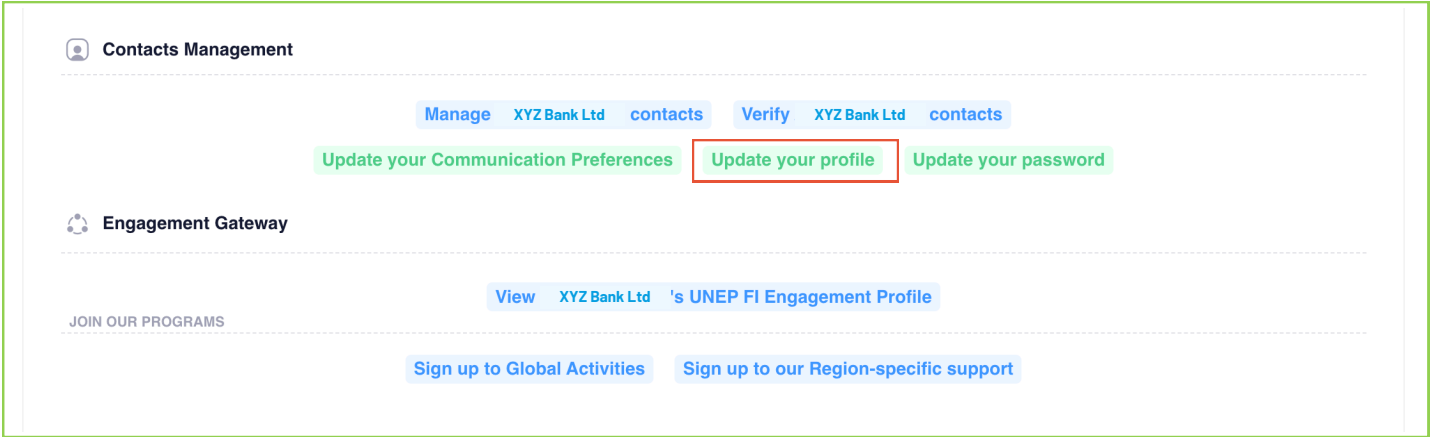 Contacts Management
Manage XYZ Bank Ltd contacts Verify XYZ Bank Ltd contacts
Update your Communication Preferences Update your profile Update your password
Engagement Gateway
View XYZ Bank Ltd 's UNEP FI Engagement Profile
JOIN OUR PROGRAMS
Sign up to Global Activities Sign up to our Region-specific support